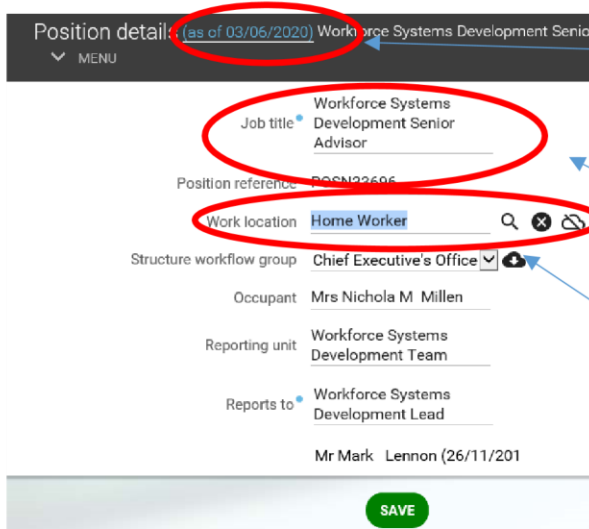 Position details (as of 03/06/2020) Workforce Systems Development Senio
MENU
Workforce Systems
Job title Development Senior
Advisor
Position reference POSN23696
Work location Home Worker
Structure workflow group Chief Executive's Office
Occupant Mrs Nichola M Millen
Reporting unit Workforce Systems
Development Team
Reports to Workforce Systems
Development Lead
Mr Mark Lennon (26/11/201
SAVE